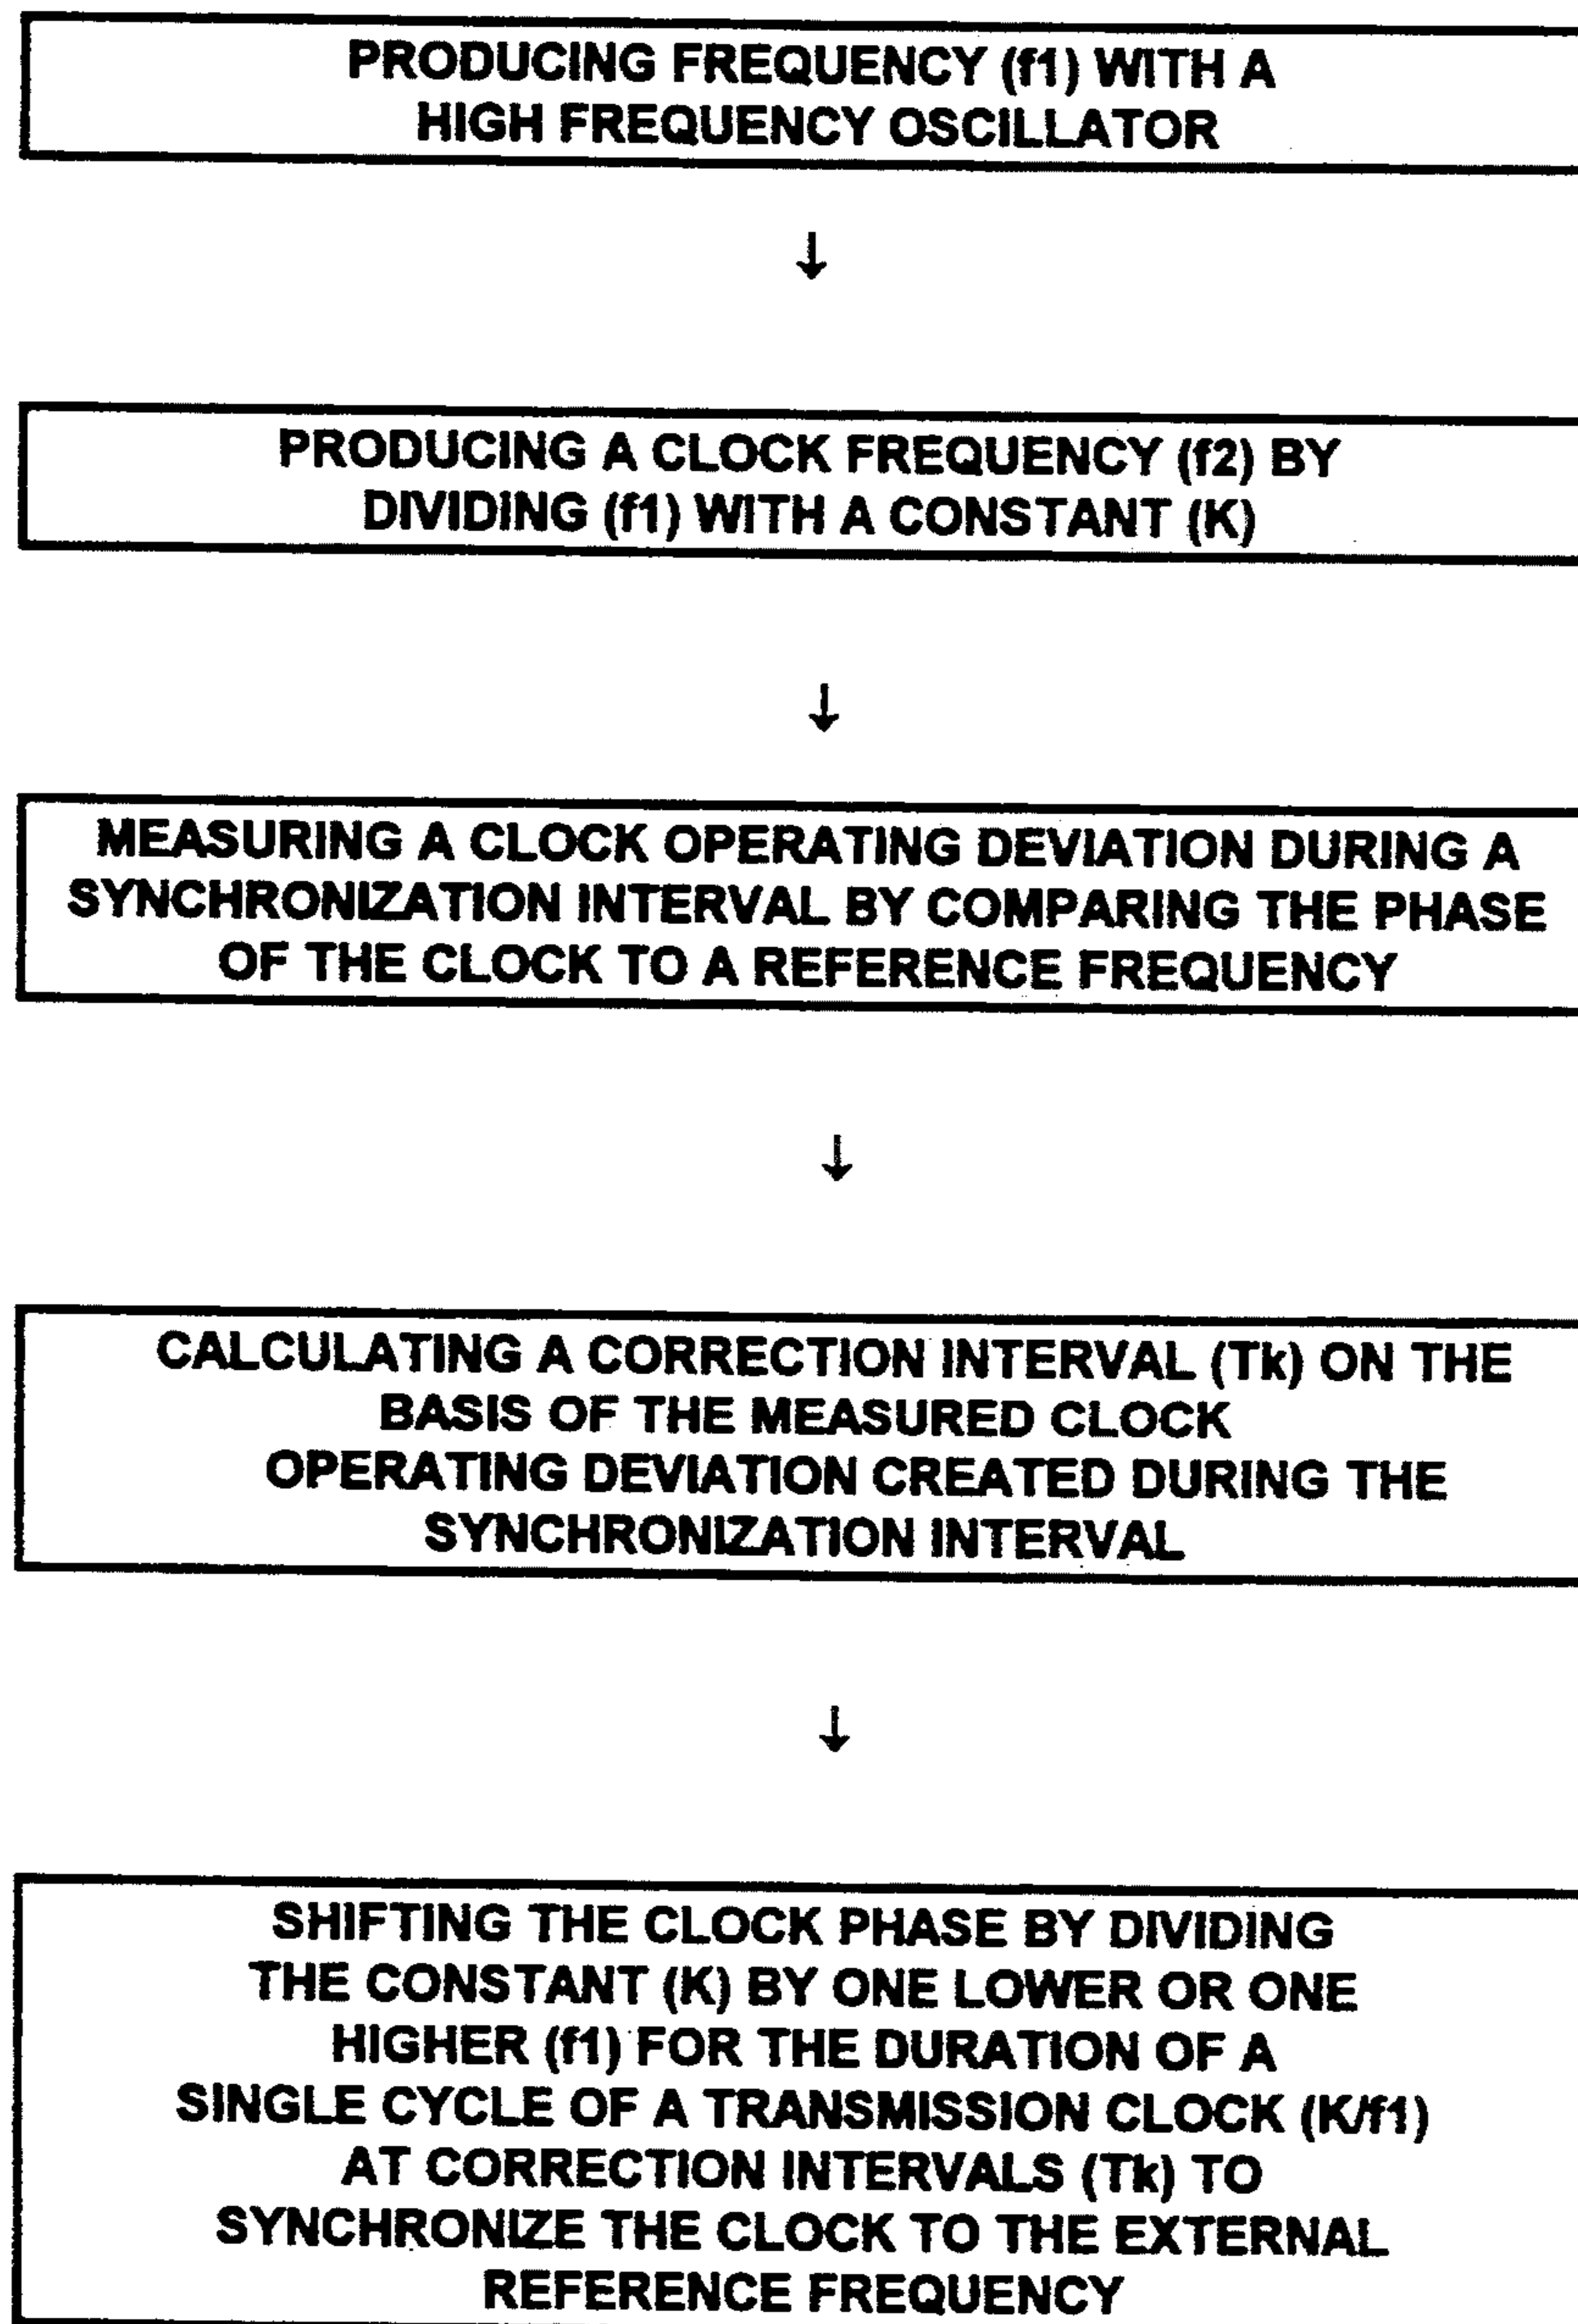 PRODUCING FREQUENCY (f1) WITH A
HIGH FREQUENCY OSCILLATOR
↓
PRODUCING A CLOCK FREQUENCY (f2) BY
DIVIDING (f1) WITH A CONSTANT (K)
↓
MEASURING A CLOCK OPERATING DEVIATION DURING A
SYNCHRONIZATION INTERVAL BY COMPARING THE PHASE
OF THE CLOCK TO A REFERENCE FREQUENCY
↓
CALCULATING A CORRECTION INTERVAL (Tk) ON THE
BASIS OF THE MEASURED CLOCK
OPERATING DEVIATION CREATED DURING THE
SYNCHRONIZATION INTERVAL
↓
SHIFTING THE CLOCK PHASE BY DIVIDING
THE CONSTANT (K) BY ONE LOWER OR ONE
HIGHER (f1) FOR THE DURATION OF A
SINGLE CYCLE OF A TRANSMISSION CLOCK (K/f1)
AT CORRECTION INTERVALS (Tk) TO
SYNCHRONIZE THE CLOCK TO THE EXTERNAL
REFERENCE FREQUENCY